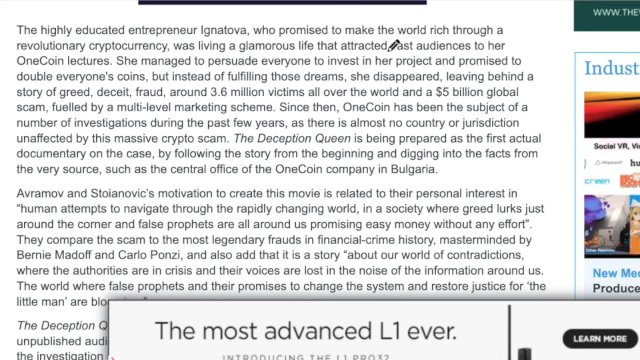 The highly educated entrepreneur Ignatova, who promised to make the world rich through a
revolutionary cryptocurrency, was living a glamorous life that attracted ast audiences to her
OneCoin lectures. She managed to persuade everyone to invest in her project and promised to
double everyone's coins, but instead of fulfilling those dreams, she disappeared, leaving behind a
story of greed, deceit, fraud, around 3.6 million victims all over the world and a $5 billion global
scam, fuelled by a multi-level marketing scheme. Since then, OneCoin has been the subject of a
number of investigations during the past few years, as there is almost no country or jurisdiction
unaffected by this massive crypto scam. The Deception Queen is being prepared as the first actual
documentary on the case, by following the story from the beginning and digging into the facts from
the very source, such as the central office of the OneCoin company in Bulgaria.
Avramov and Stoianovic's motivation to create this movie is related to their personal interest in
“human attempts to navigate through the rapidly changing world, in a society where greed lurks just
around the corner and false prophets are all around us promising easy money without any effort”.
They compare the scam to the most legendary frauds in financial-crime history, masterminded by
Bernie Madoff and Carlo Ponzi, and also add that it is a story “about our world of contradictions,
where the authorities are in crisis and their voices are lost in the noise of the information around us.
The world where false prophets and their promises to change the system and restore justice for ‘the
little man’ are
The Deception Q
unpublished audi
the investigation
The most advanced L1 ever.
INTRODUCING THE L1 PRO32
LEARN MORE
WWW.THEV
Indust
Social VR, Vi
creen
New Med
Produce